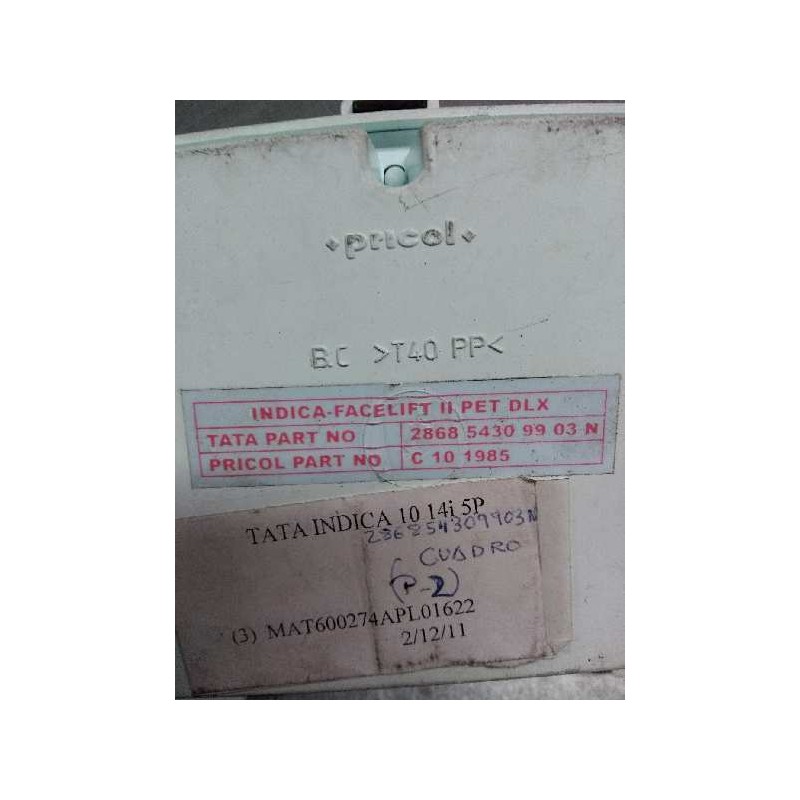 pricol
B.C >T40 PP<
INDICA-FACELIFT II PET DLX
TATA PART NO 2868 5430 99 03 N
PRICOL PART NO C 10 1985
TATA INDICA 10 14i 5P
286854309903N
CUADRO
(P-2)
(3) MAT600274APL01622
2/12/11